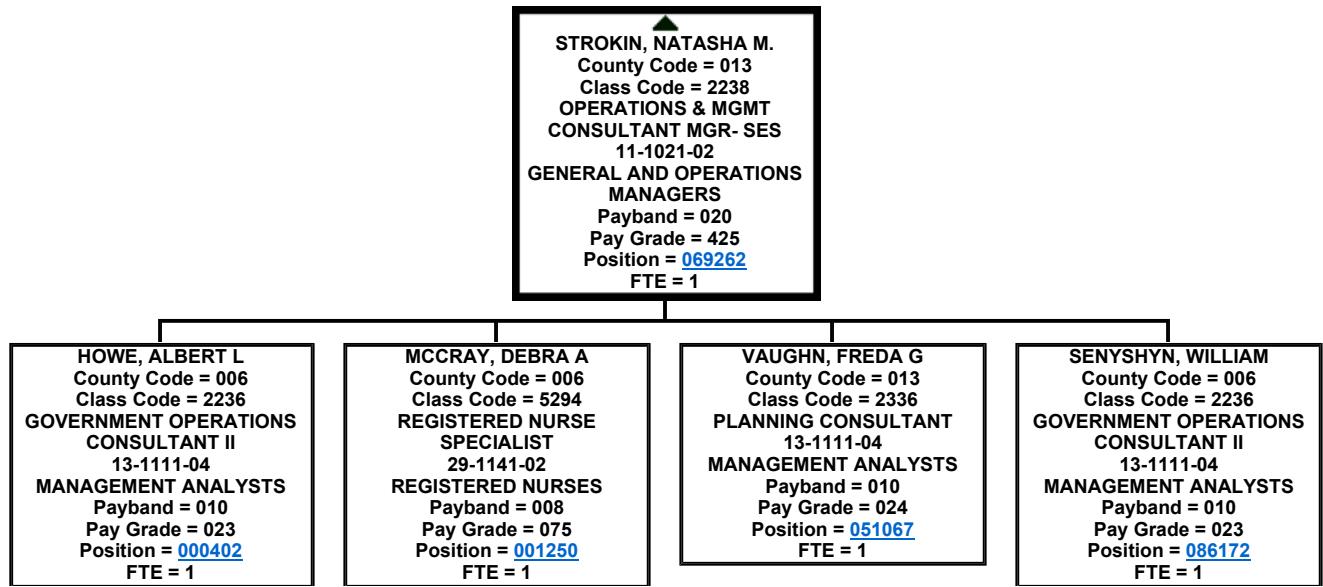 STROKIN, NATASHA M.
County Code = 013
Class Code = 2238
OPERATIONS & MGMT
CONSULTANT MGR- SES
11-1021-02
GENERAL AND OPERATIONS
MANAGERS
Payband = 020
Pay Grade = 425
Position = 069262
FTE = 1
HOWE, ALBERT L
County Code = 006
Class Code = 2236
GOVERNMENT OPERATIONS
CONSULTANT II
13-1111-04
MANAGEMENT ANALYSTS
Payband = 010
Pay Grade = 023
Position = 000402
FTE = 1
MCCRAY, DEBRA A
County Code = 006
Class Code = 5294
REGISTERED NURSE
SPECIALIST
29-1141-02
REGISTERED NURSES
Payband = 008
Pay Grade = 075
Position = 001250
FTE = 1
VAUGHN, FREDA G
County Code = 013
Class Code = 2336
PLANNING CONSULTANT
13-1111-04
MANAGEMENT ANALYSTS
Payband = 010
Pay Grade = 024
Position = 051067
FTE = 1
SENYSHYN, WILLIAM
County Code = 006
Class Code = 2236
GOVERNMENT OPERATIONS
CONSULTANT II
13-1111-04
MANAGEMENT ANALYSTS
Payband = 010
Pay Grade = 023
Position = 086172
FTE = 1